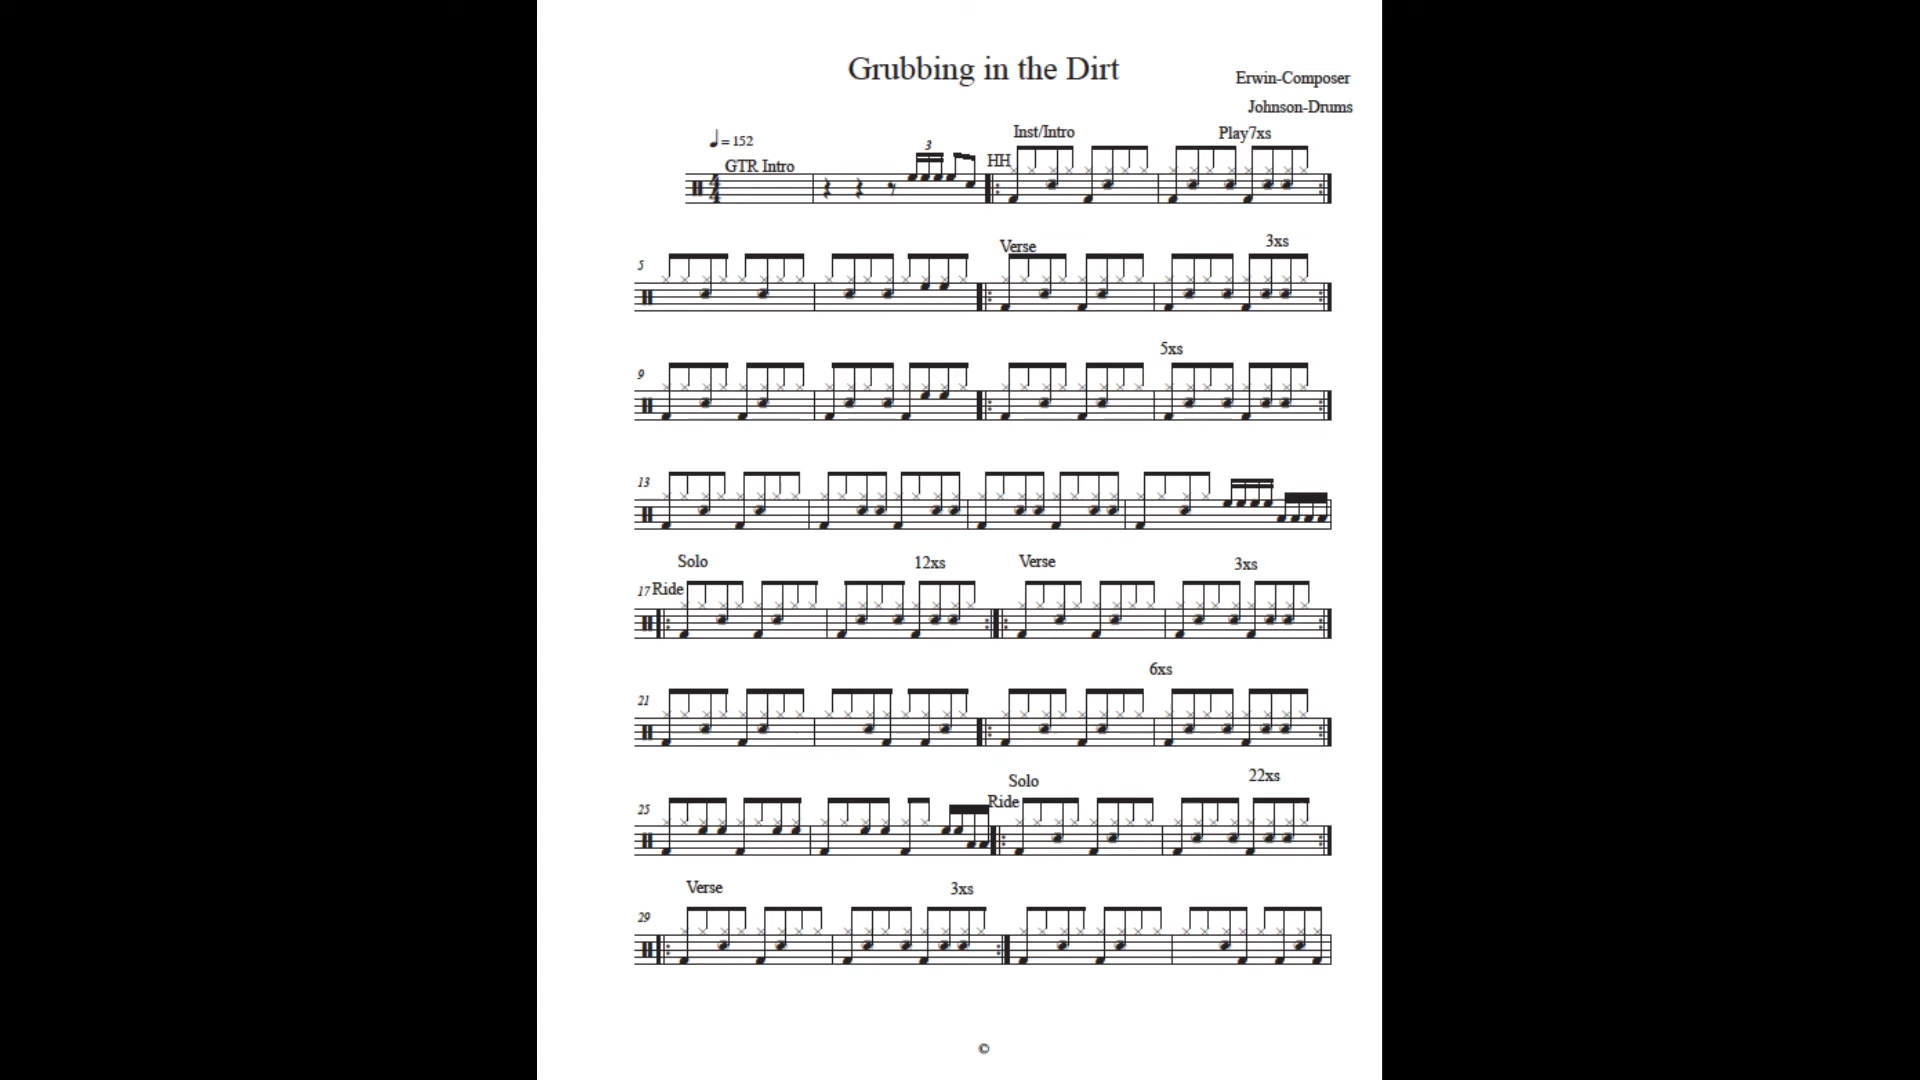 Grubbing in the Dirt
Erwin-Composer
Johnson-Drums
♩= 152
GTR Intro
3
HH
Inst/Intro
Play7xs
5
Verse
3xs
9
5xs
13
Solo
12xs
Verse
3xs
17 Ride
6xs
21
Solo
22xs
25
Ride
Verse
3xs
29
©